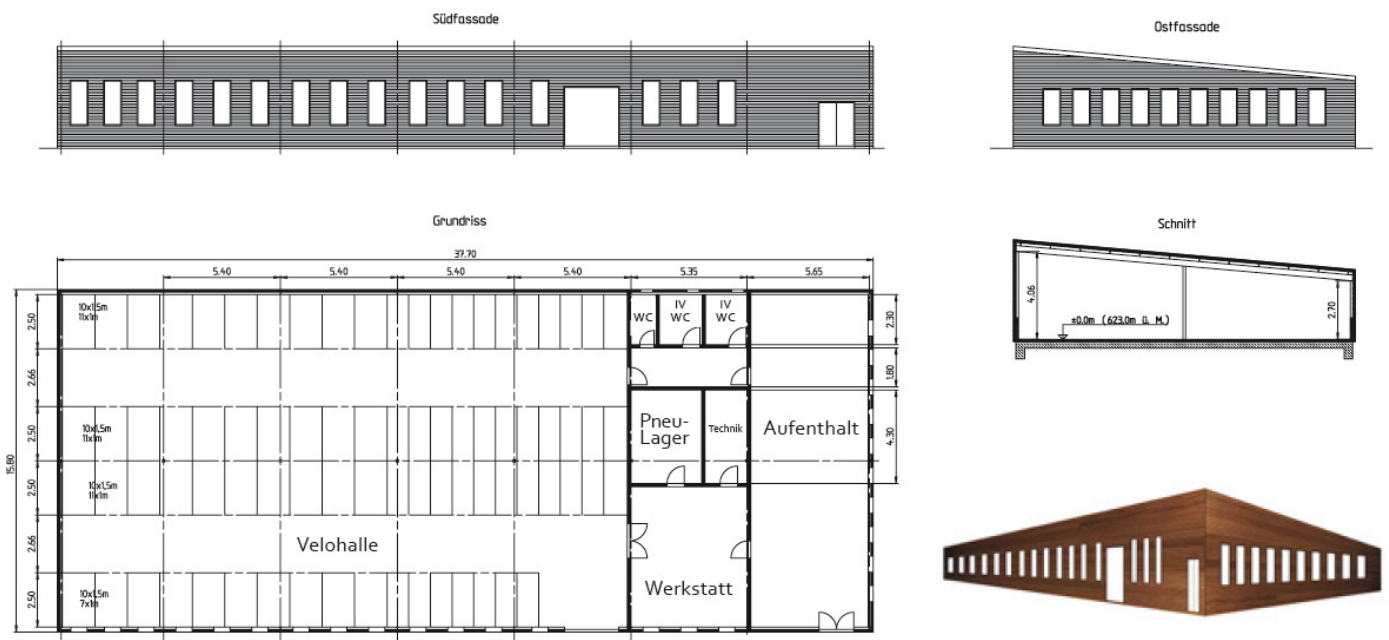 Südfassade
Ostfassade
Grundriss
37.70
5.40
5.40
5.40
5.40
5.35
5.65
15.80
2.50
2.66
2.50
2.50
2.66
2.50
10x1,5m
11x1m
10x1,5m
11x1m
10x1,5m
11x1m
10x1,5m
7x1m
Velohalle
WC
IV
WC
IV
WC
Pneu-
Lager
Technik
Aufenthalt
Werkstatt
2.30
1.80
4.30
Schnitt
4.06
±0.0m (623.0m ü. M.)
2.70